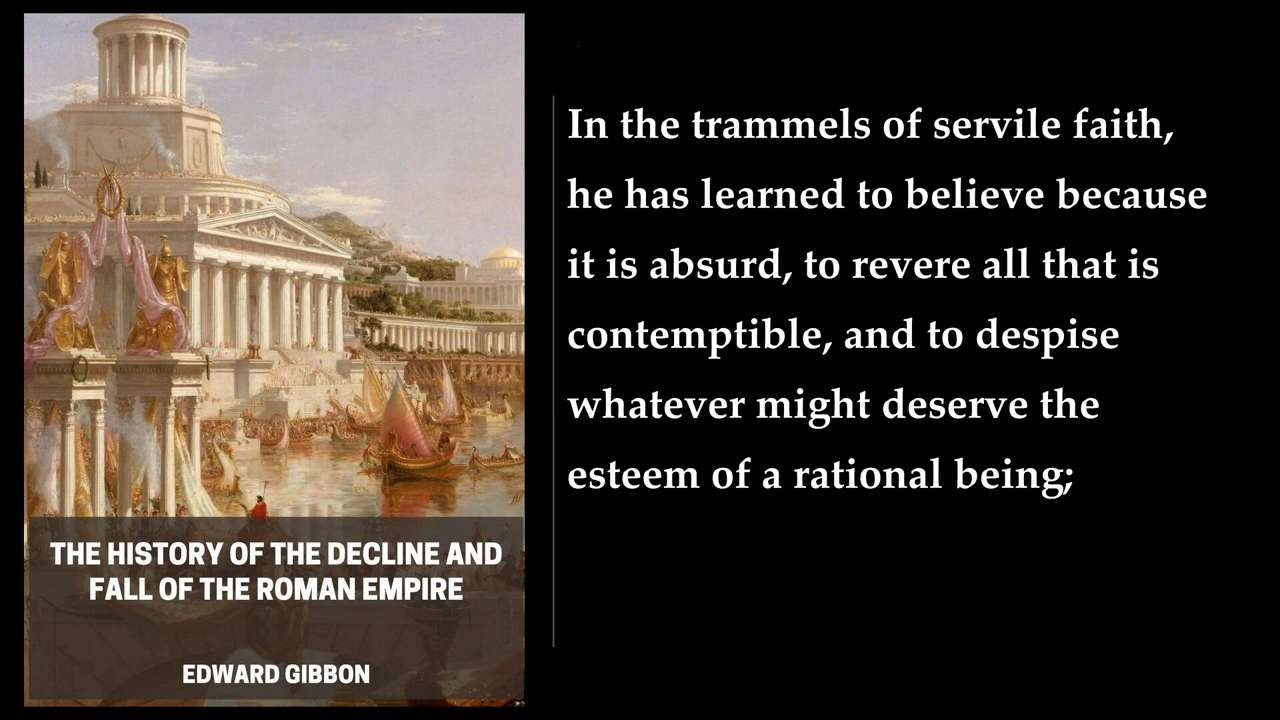 In the trammels of servile faith,
he has learned to believe because
it is absurd, to revere all that is
contemptible, and to despise
whatever might deserve the
esteem of a rational being;
THE HISTORY OF THE DECLINE AND
FALL OF THE ROMAN EMPIRE
EDWARD GIBBON